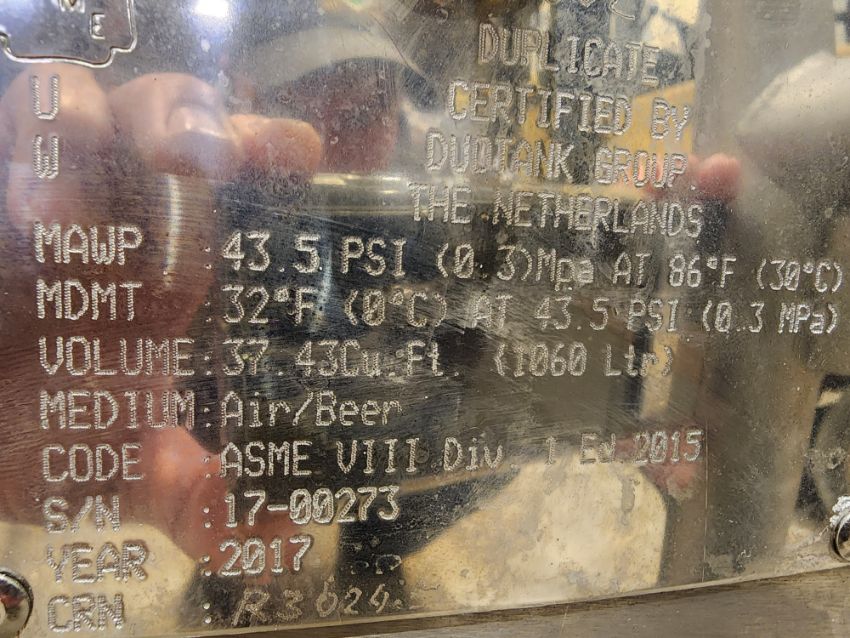 M
E
DUPLICATE
U CERTIFIED BY
W DUOTANK GROUP.
THE NETHERLANDS
MAWP : 43.5 PSI (0.3)Mpa AT 86°F (30°C)
MDMT : 32°F (0°C) AT 43.5 PSI (0.3 MPa)
VOLUME: 37.43Cu.Ft. (1060 Ltr)
MEDIUM: Air/Beer
CODE : ASME VIII Div. 1 Ed 2015
S/N : 17-00273
YEAR : 2017
CRN :